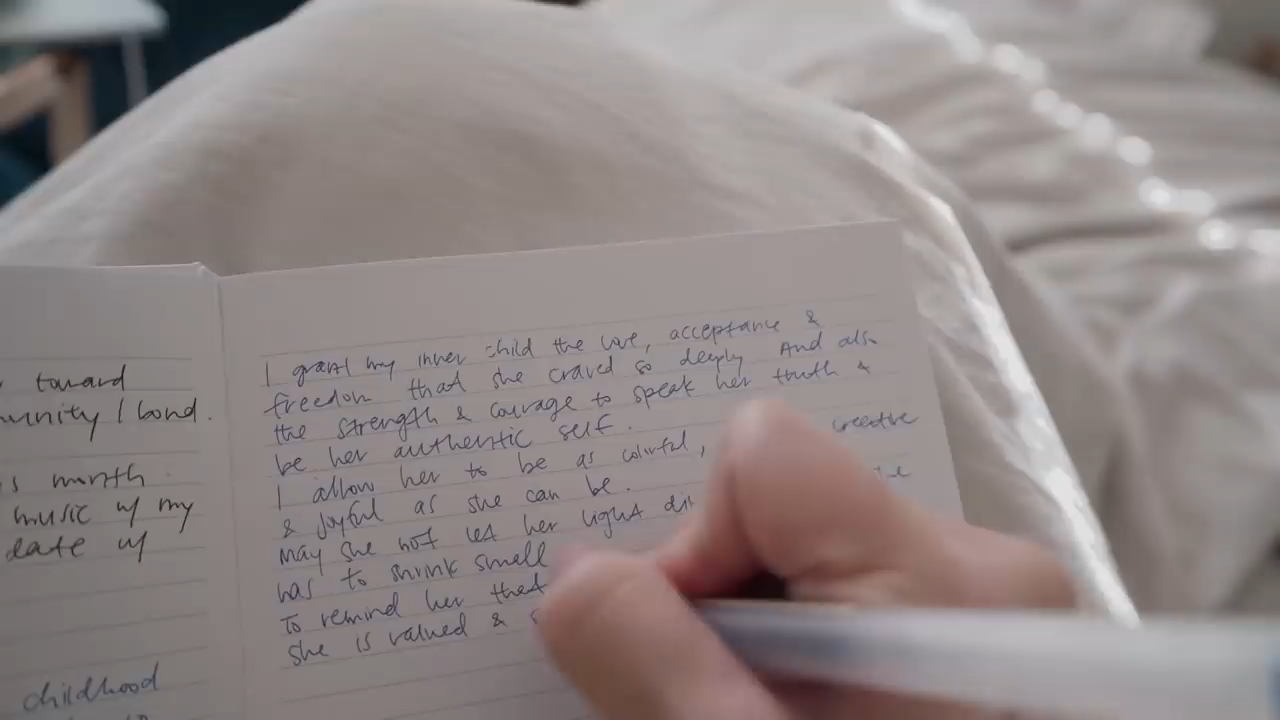 toward
I bond.
month
music w/ my
date w/
childhood
I grant my inner child the love, acceptance &
freedom that she craved so deeply And also
the strength & courage to speak her truth &
be her authentic self.
I allow her to be as colorful, creative
& joyful as she can be.
May she not let her light
has to shrink small
To remind her that
she is valued &